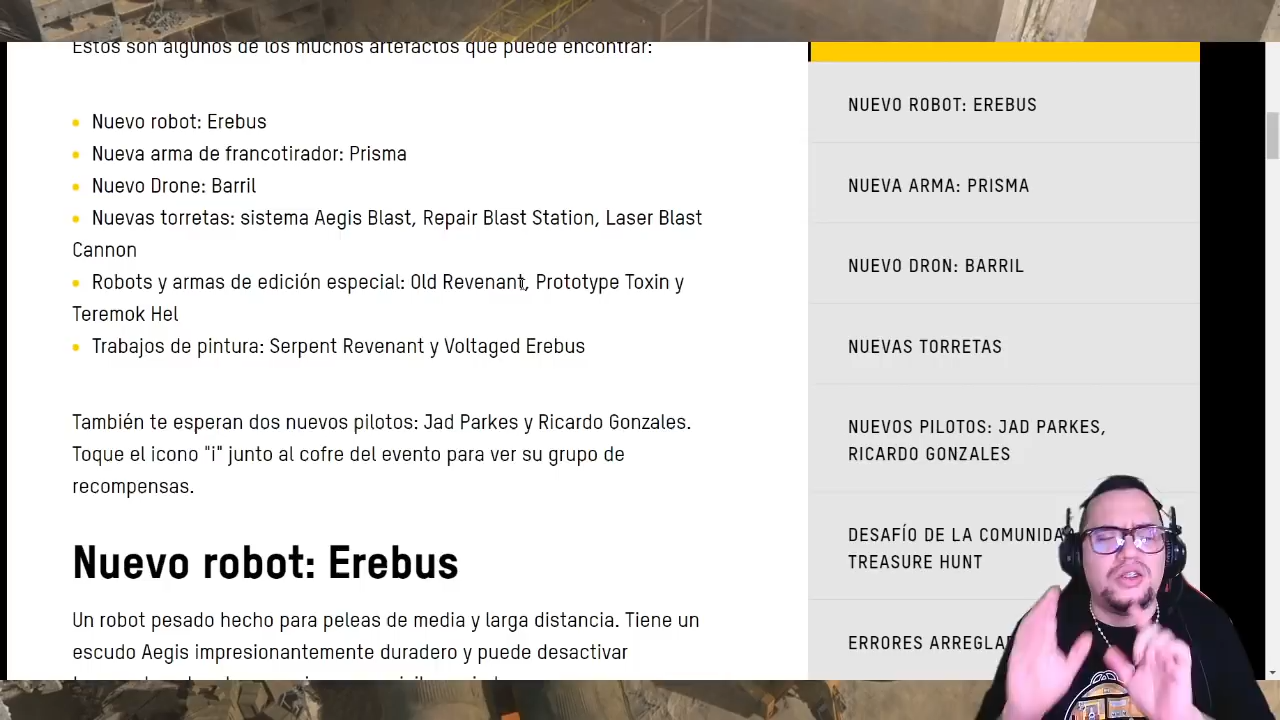 Estos son algunos de los muchos artefactos que puede encontrar:
Nuevo robot: Erebus
Nueva arma de francotirador: Prisma
Nuevo Drone: Barril
Nuevas torretas: sistema Aegis Blast, Repair Blast Station, Laser Blast
Cannon
Robots y armas de edición especial: Old Revenant, Prototype Toxin y
Teremok Hel
Trabajos de pintura: Serpent Revenant y Voltaged Erebus
También te esperan dos nuevos pilotos: Jad Parkes y Ricardo Gonzales.
Toque el icono "i" junto al cofre del evento para ver su grupo de
recompensas.
Nuevo robot: Erebus
Un robot pesado hecho para peleas de media y larga distancia. Tiene un
escudo Aegis impresionantemente duradero y puede desactivar
NUEVO ROBOT: EREBUS
NUEVA ARMA: PRISMA
NUEVO DRON: BARRIL
NUEVAS TORRETAS
NUEVOS PILOTOS: JAD PARKES,
RICARDO GONZALES
DESAFÍO DE LA COMUNIDA
TREASURE HUNT
ERRORES ARREGLA